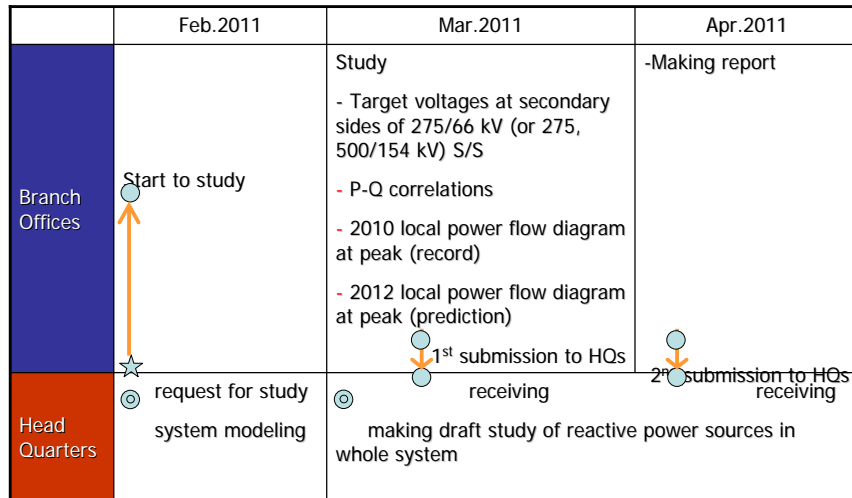 Feb.2011
Mar.2011
Apr.2011
Branch
Offices
Start to study
Study
- Target voltages at secondary
sides of 275/66 kV (or 275,
500/154 kV) S/S
- P-Q correlations
- 2010 local power flow diagram
at peak (record)
- 2012 local power flow diagram
at peak (prediction)
1st submission to HQs
-Making report
2nd submission to HQs
Head
Quarters
request for study
system modeling
receiving
making draft study of reactive power sources in
whole system
receiving